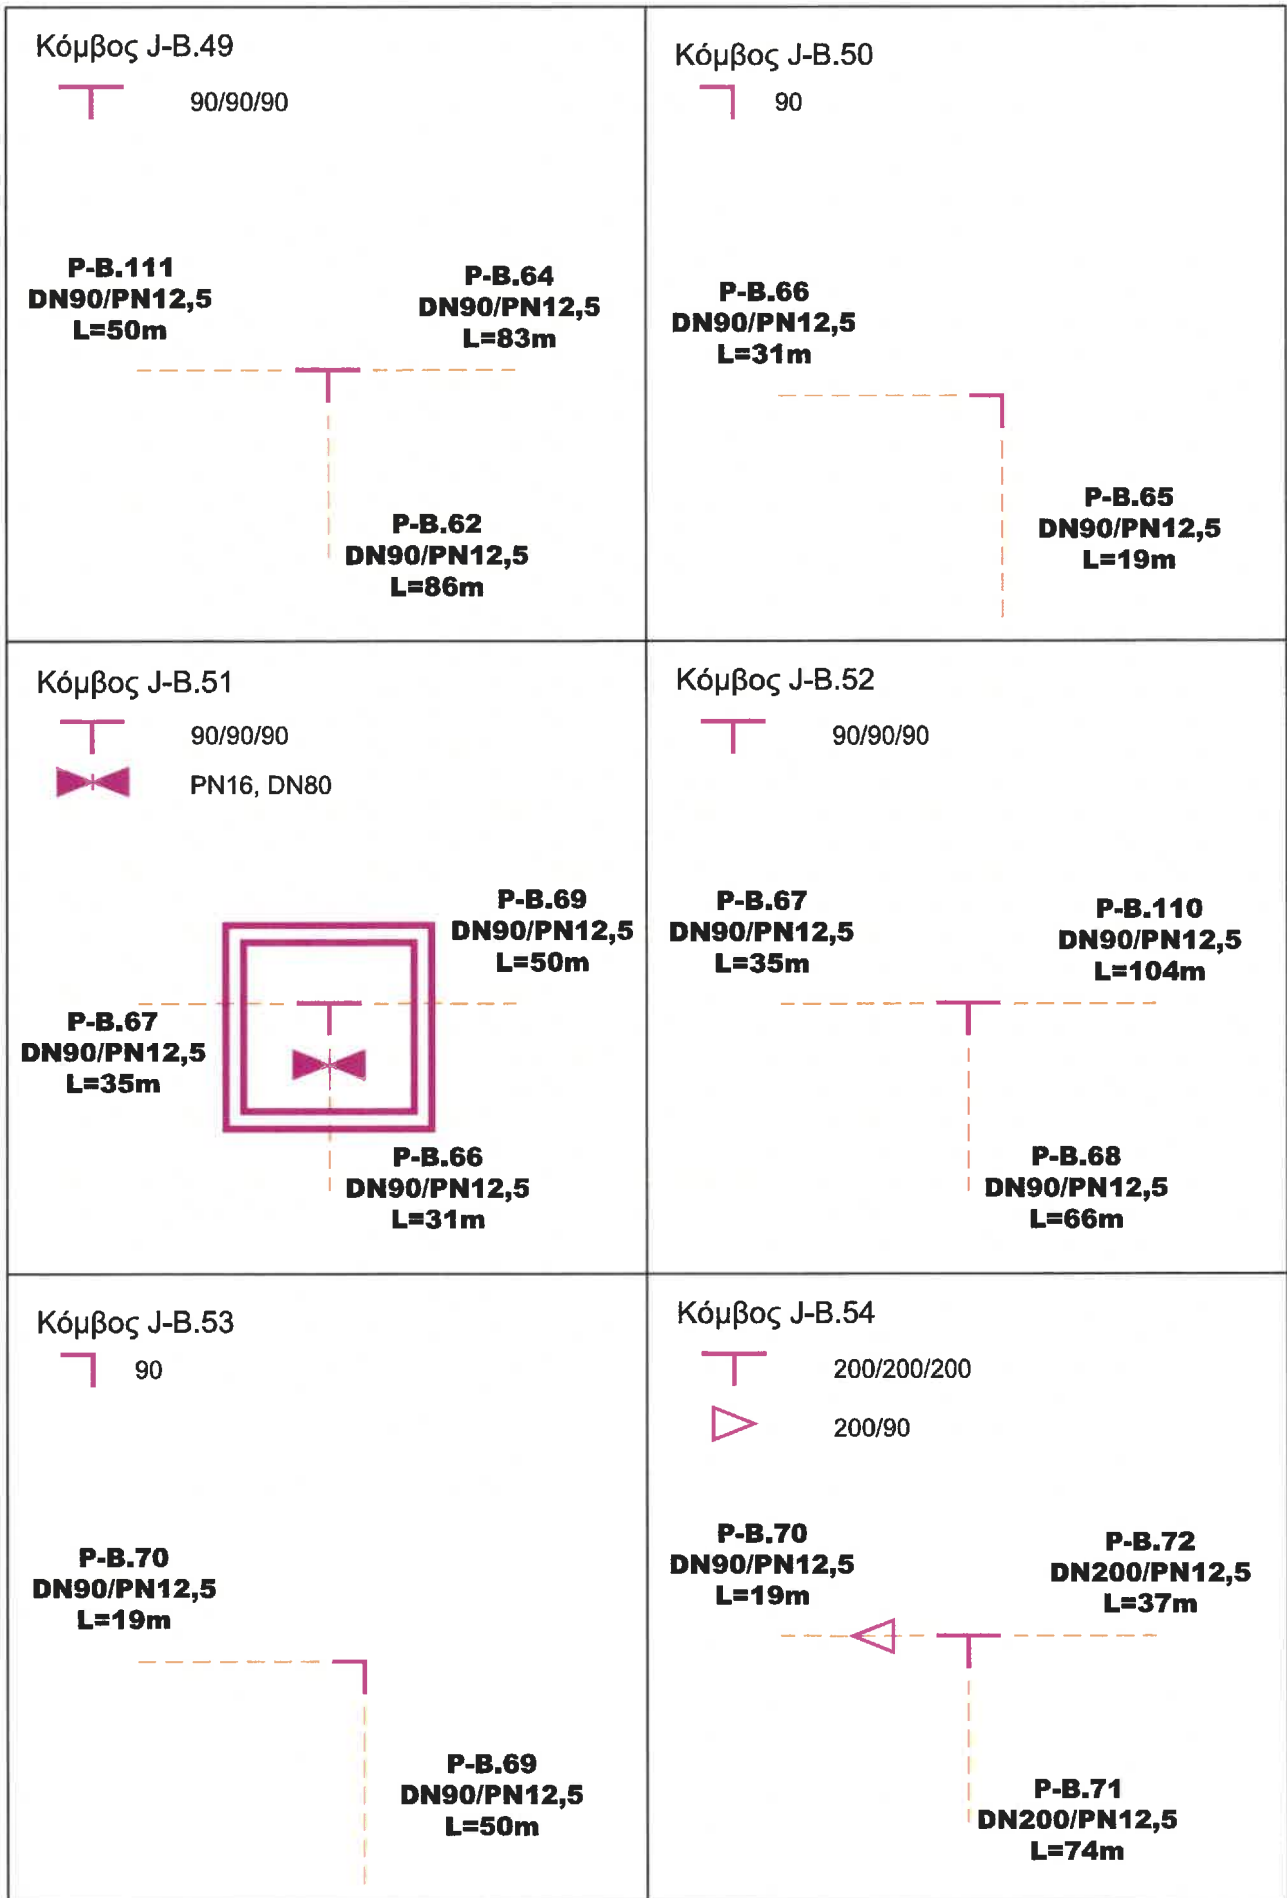 Κόμβος J-B.49
90/90/90
P-B.111
DN90/PN12,5
L=50m
P-B.64
DN90/PN12,5
L=83m
P-B.62
DN90/PN12,5
L=86m
Κόμβος J-B.50
90
P-B.66
DN90/PN12,5
L=31m
P-B.65
DN90/PN12,5
L=19m
Κόμβος J-B.51
90/90/90
PN16, DN80
P-B.69
DN90/PN12,5
L=50m
P-B.67
DN90/PN12,5
L=35m
P-B.66
DN90/PN12,5
L=31m
Κόμβος J-B.52
90/90/90
P-B.67
DN90/PN12,5
L=35m
P-B.110
DN90/PN12,5
L=104m
P-B.68
DN90/PN12,5
L=66m
Κόμβος J-B.53
90
P-B.70
DN90/PN12,5
L=19m
P-B.69
DN90/PN12,5
L=50m
Κόμβος J-B.54
200/200/200
200/90
P-B.70
DN90/PN12,5
L=19m
P-B.72
DN200/PN12,5
L=37m
P-B.71
DN200/PN12,5
L=74m